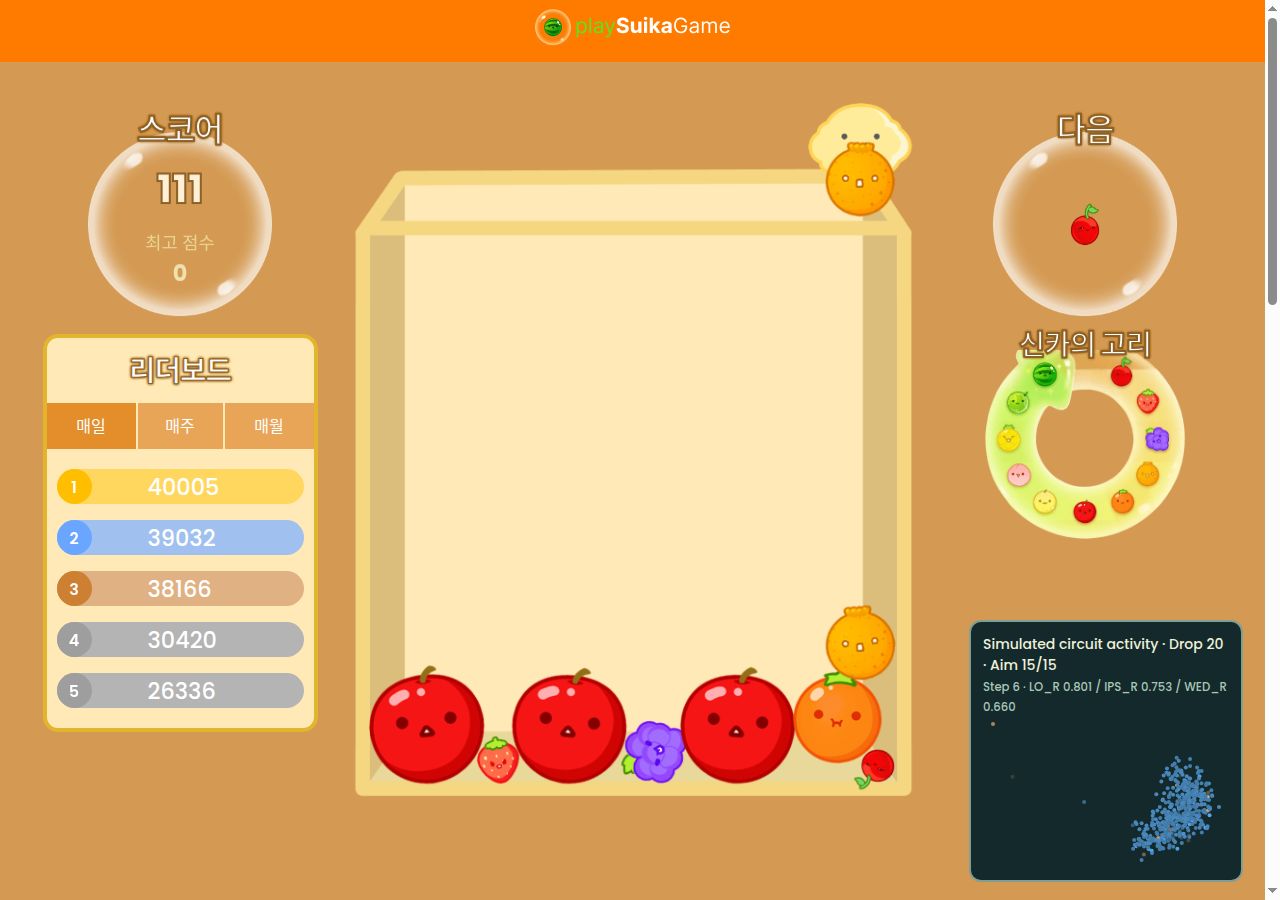 playSuikaGame
스코어
111
최고 점수
0
다음
신카의 고리
리더보드
매일
매주
매월
1 40005
2 39032
3 38166
4 30420
5 26336
Simulated circuit activity · Drop 20
· Aim 15/15
Step 6 · LO_R 0.801 / IPS_R 0.753 / WED_R
0.660